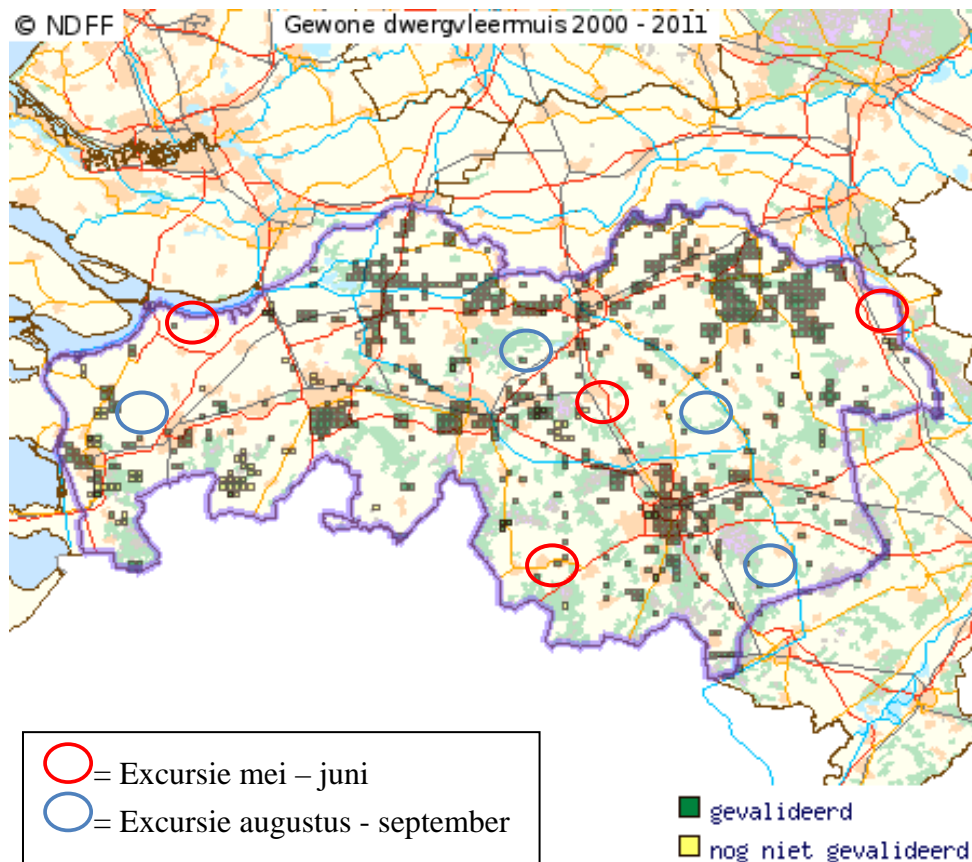 © NDFF
Gewone dwergvleermuis 2000 - 2011
= Excursie mei – juni
= Excursie augustus - september
gevalideerd
nog niet gevalideerd